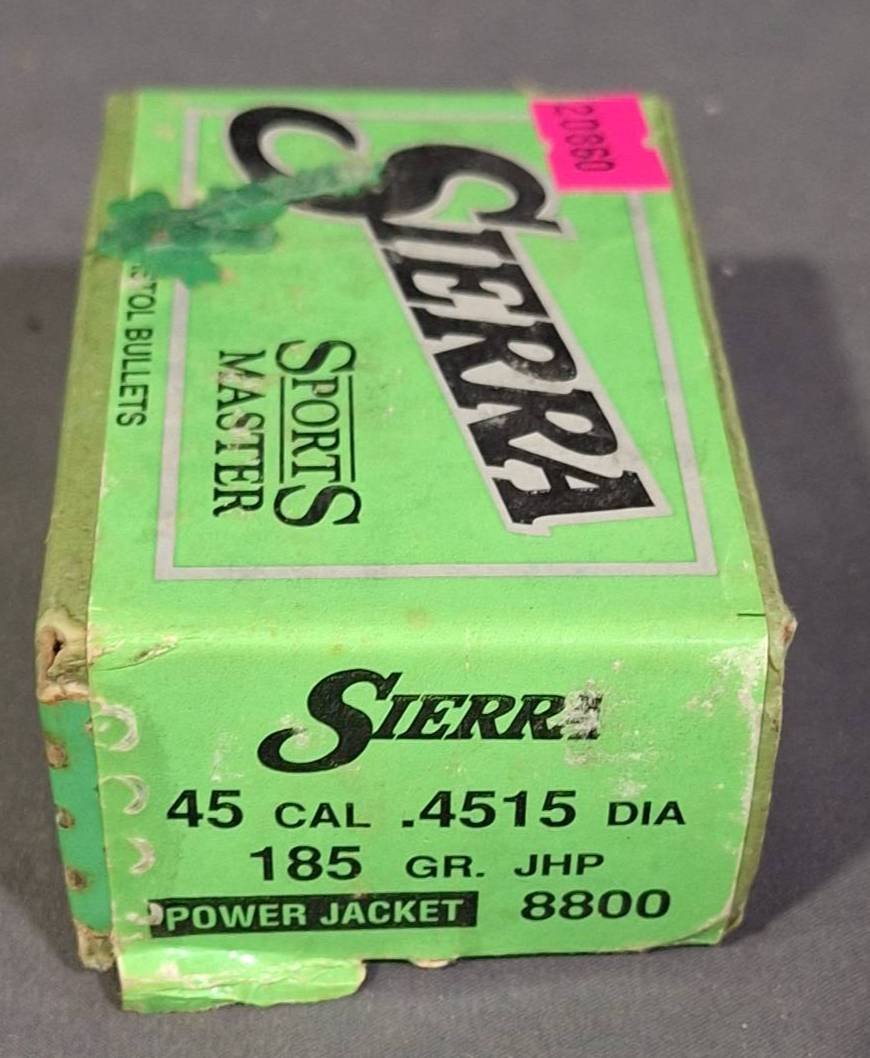 20860
SIERRA
SPORTS
MASTER
BULLETS
SIERRA
45 CAL .4515 DIA
185 GR. JHP
POWER JACKET 8800